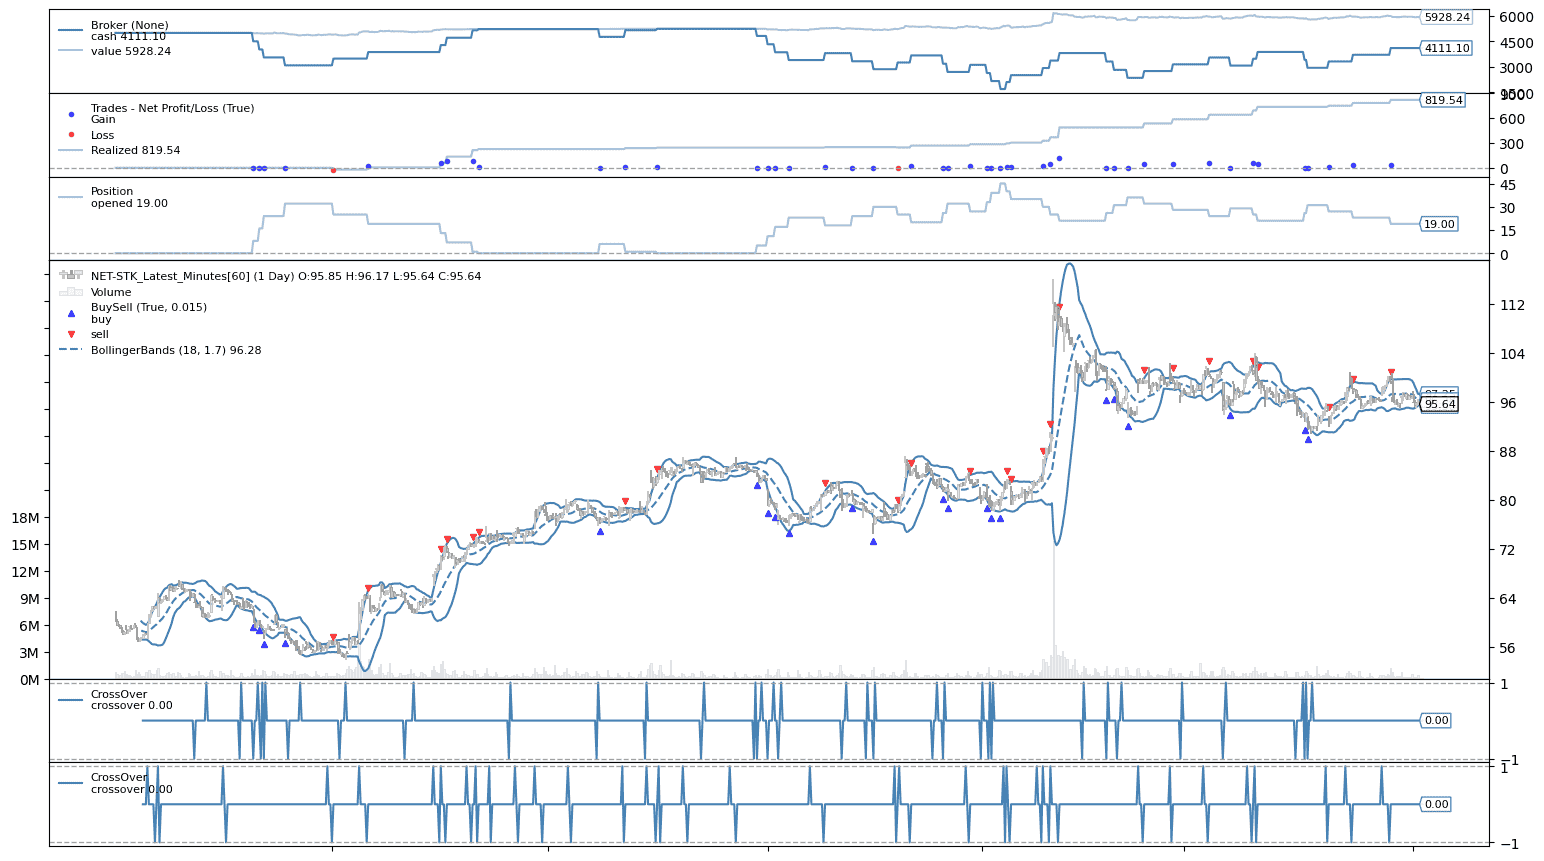 Broker (None)
cash 4111.10
value 5928.24
5928.24
4111.10
6000
4500
3000
1500
Trades - Net Profit/Loss (True)
Gain
Loss
Realized 819.54
819.54
900
600
300
0
Position
opened 19.00
19.00
45
30
15
0
NET-STK_Latest_Minutes[60] (1 Day) O:95.85 H:96.17 L:95.64 C:95.64
Volume
BuySell (True, 0.015)
buy
sell
BollingerBands (18, 1.7) 96.28
95.64
112
104
96
88
80
72
64
56
18M
15M
12M
9M
6M
3M
0M
CrossOver
crossover 0.00
0.00
1
−1
CrossOver
crossover 0.00
0.00
1
−1